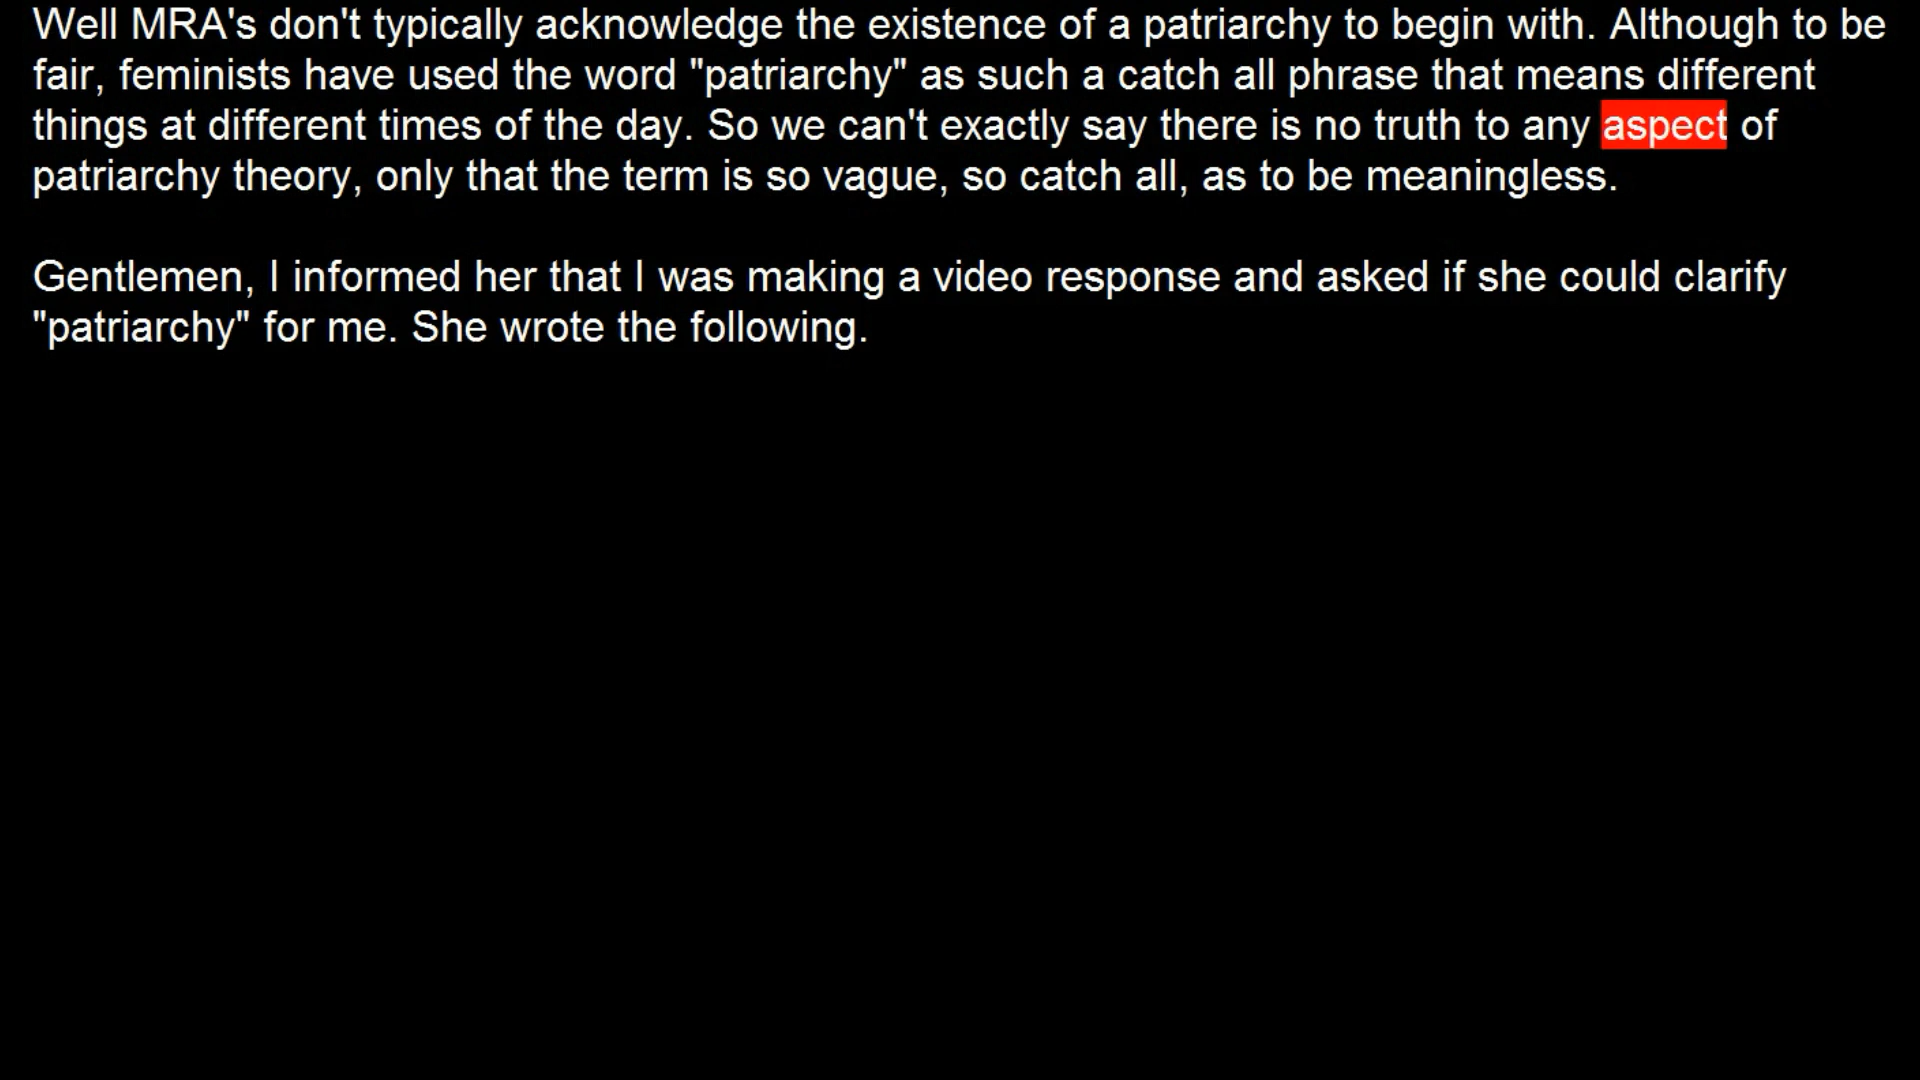 Well MRA's don't typically acknowledge the existence of a patriarchy to begin with. Although to be
fair, feminists have used the word "patriarchy" as such a catch all phrase that means different
things at different times of the day. So we can't exactly say there is no truth to any aspect of
patriarchy theory, only that the term is so vague, so catch all, as to be meaningless.
Gentlemen, I informed her that I was making a video response and asked if she could clarify
"patriarchy" for me. She wrote the following.